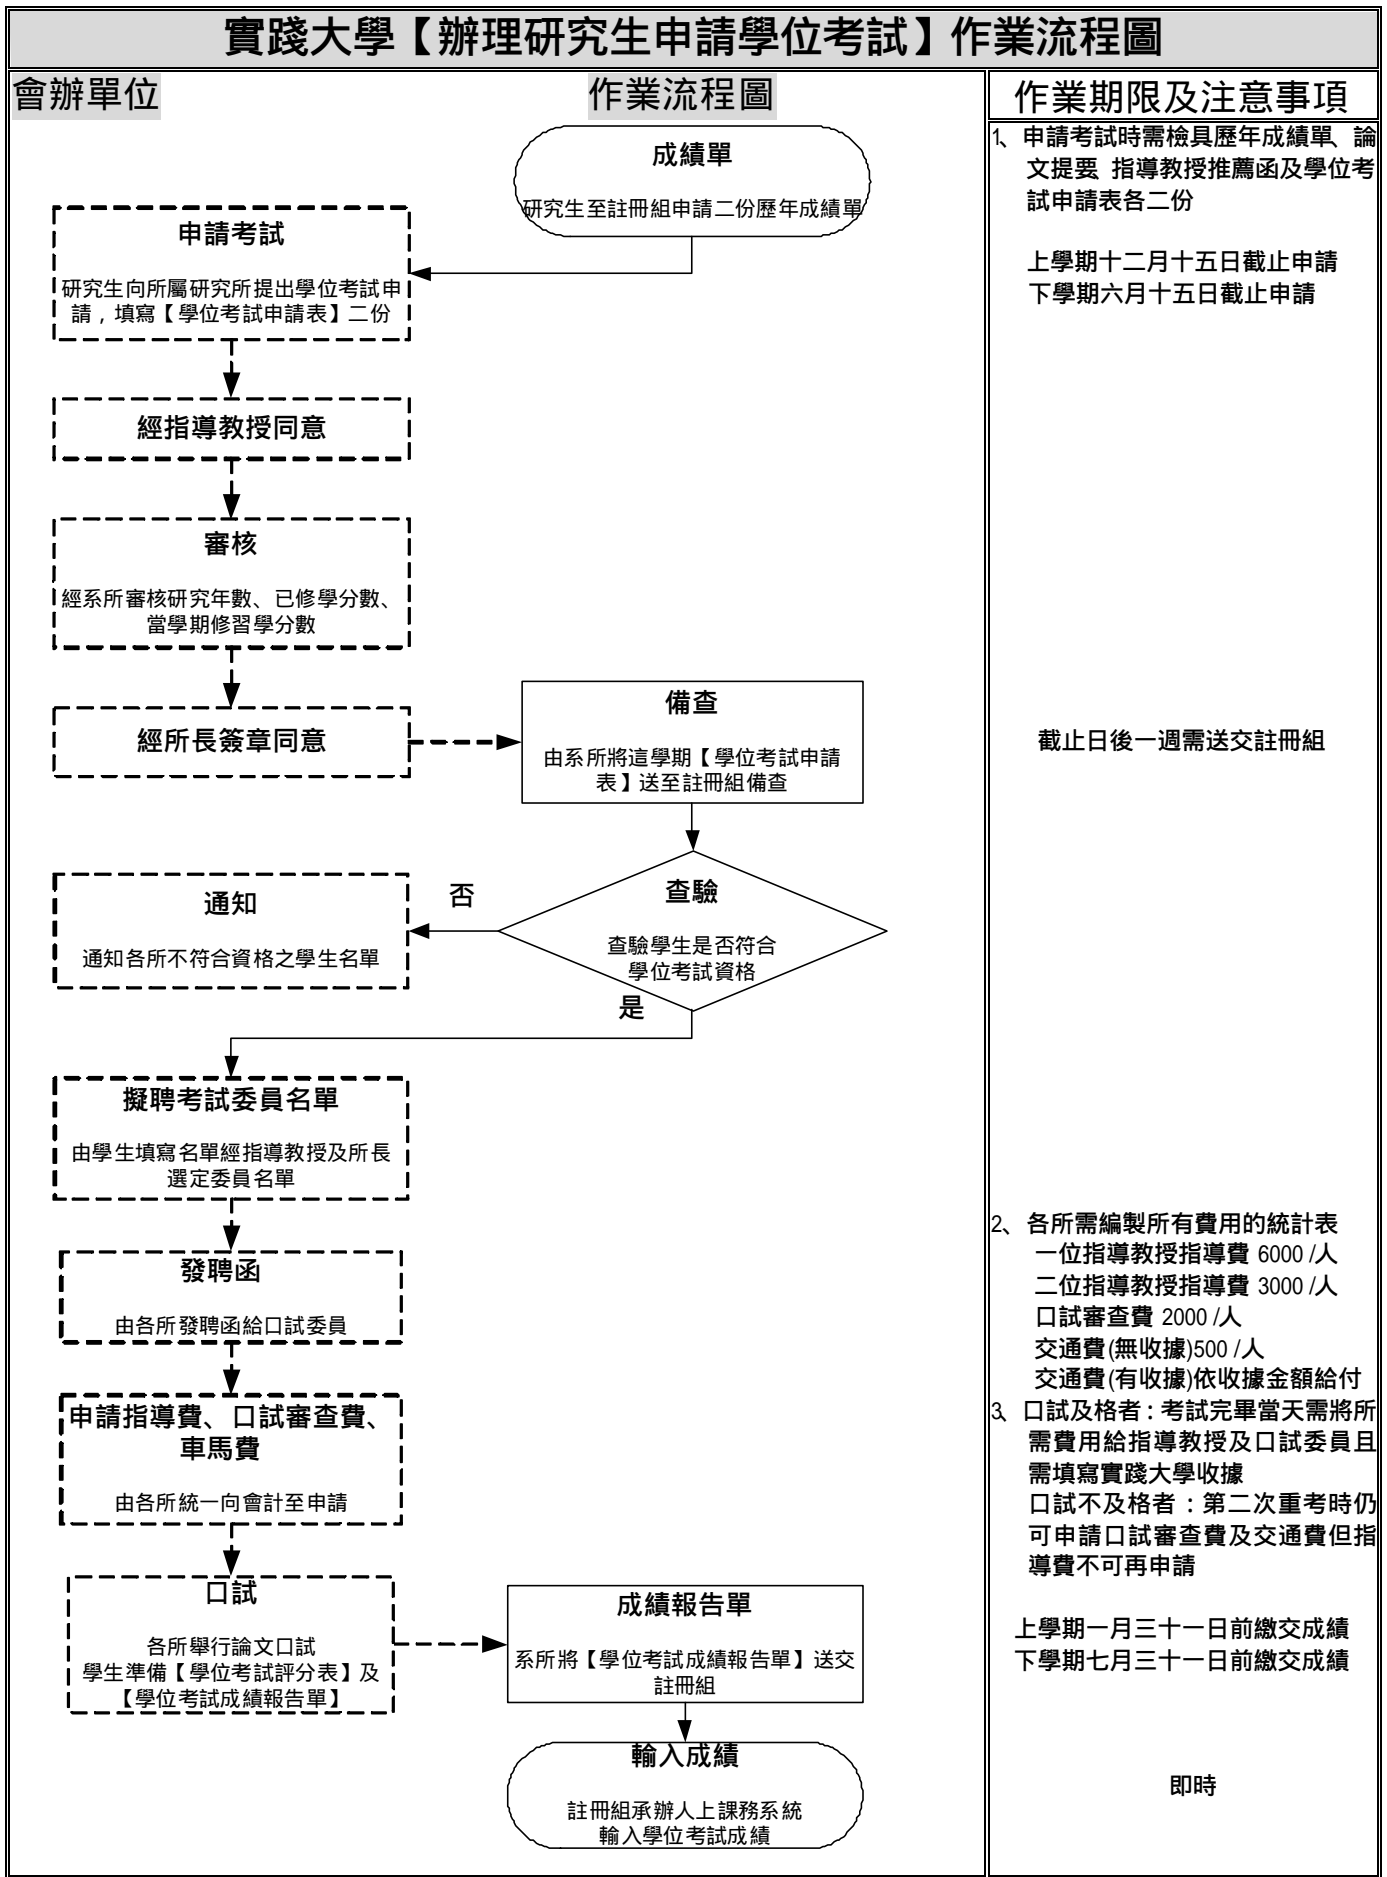 實踐大學【辦理研究生申請學位考試】作業流程圖
會辦單位
作業流程圖
作業期限及注意事項
成績單
研究生至註冊組申請二份歷年成績單
1、申請考試時需檢具歷年成績單、論
文提要 指導教授推薦函及學位考
試申請表各二份
上學期十二月十五日截止申請
下學期六月十五日截止申請
申請考試
研究生向所屬研究所提出學位考試申
請，填寫【學位考試申請表】二份
經指導教授同意
審核
經系所審核研究年數、已修學分數、
當學期修習學分數
經所長簽章同意
備查
由系所將這學期【學位考試申請
表】送至註冊組備查
截止日後一週需送交註冊組
查驗
查驗學生是否符合
學位考試資格
否
通知
通知各所不符合資格之學生名單
是
擬聘考試委員名單
由學生填寫名單經指導教授及所長
選定委員名單
發聘函
由各所發聘函給口試委員
2、各所需編製所有費用的統計表
一位指導教授指導費 6000 /人
二位指導教授指導費 3000 /人
口試審查費 2000 /人
交通費(無收據)500 /人
交通費(有收據)依收據金額給付
申請指導費、口試審查費、
車馬費
由各所統一向會計至申請
3、口試及格者：考試完畢當天需將所
需費用給指導教授及口試委員且
需填寫實踐大學收據
口試不及格者：第二次重考時仍
可申請口試審查費及交通費但指
導費不可再申請
口試
各所舉行論文口試
學生準備【學位考試評分表】及
【學位考試成績報告單】
成績報告單
系所將【學位考試成績報告單】送交
註冊組
上學期一月三十一日前繳交成績
下學期七月三十一日前繳交成績
輸入成績
註冊組承辦人上課務系統
輸入學位考試成績
即時